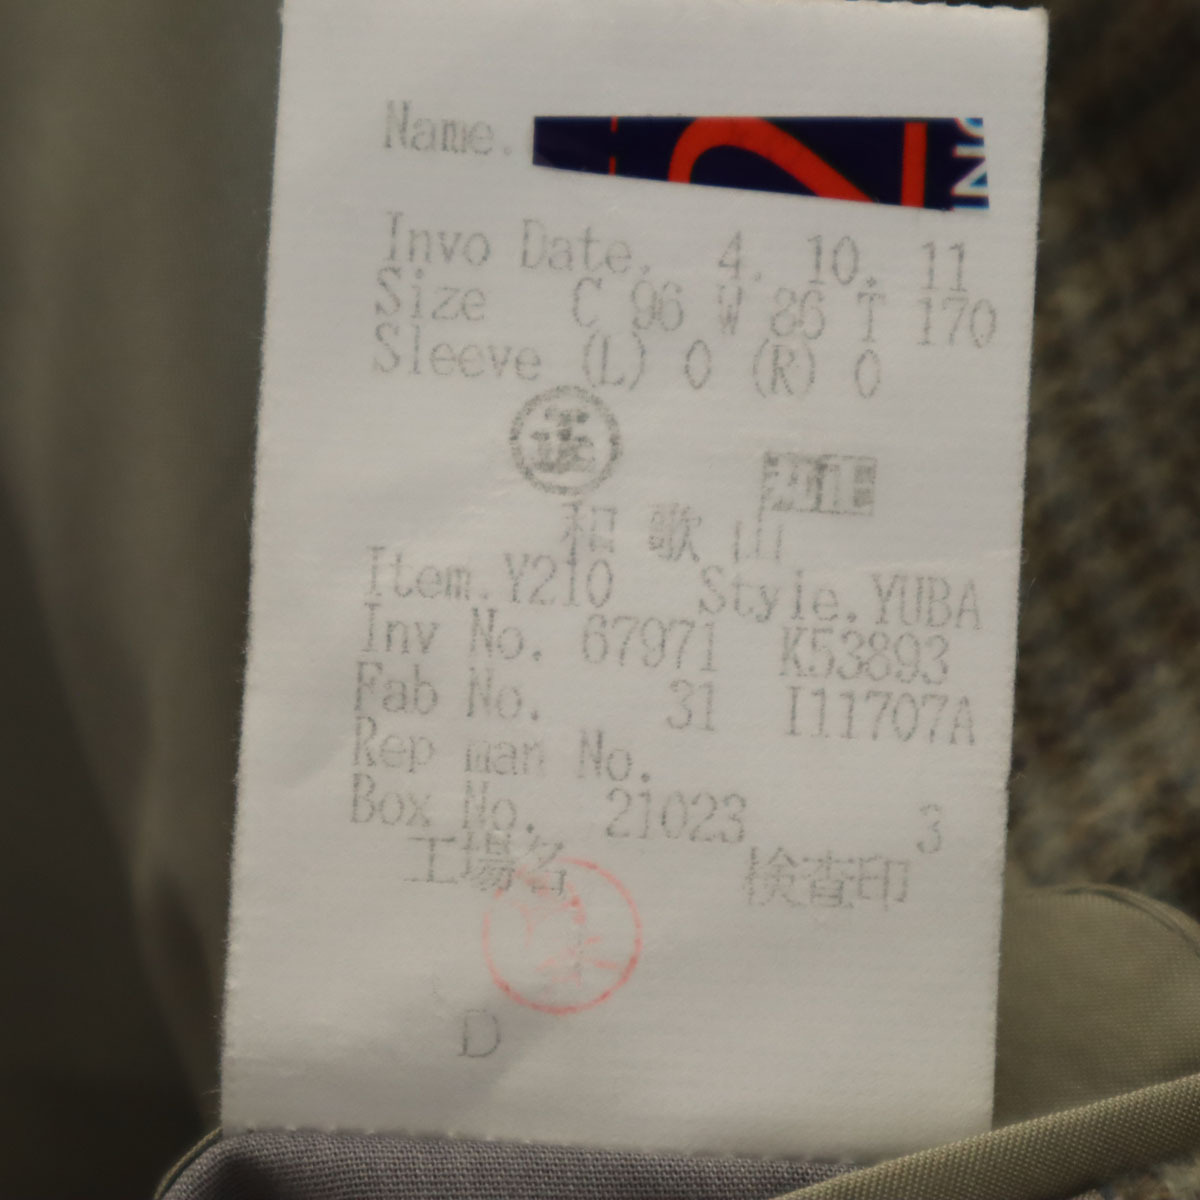 Name.
Invo Date. 4. 10. 11
Size C 96 W 86 T 170
Sleeve (L) 0 (R) 0
正
和歌山
Item.Y210 Style.YUBA
Inv No. 67971 K53893
Fab No. 31 I11707A
Rep man No.
Box No. 21023 3
工場名 検査印
D